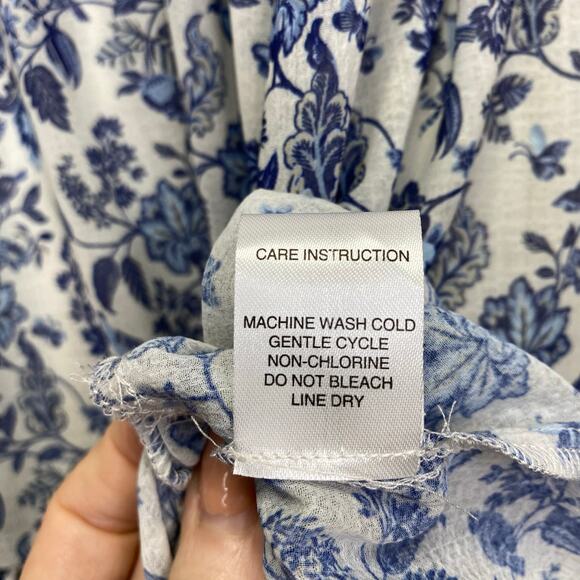 CARE INSTRUCTION
MACHINE WASH COLD
GENTLE CYCLE
NON-CHLORINE
DO NOT BLEACH
LINE DRY